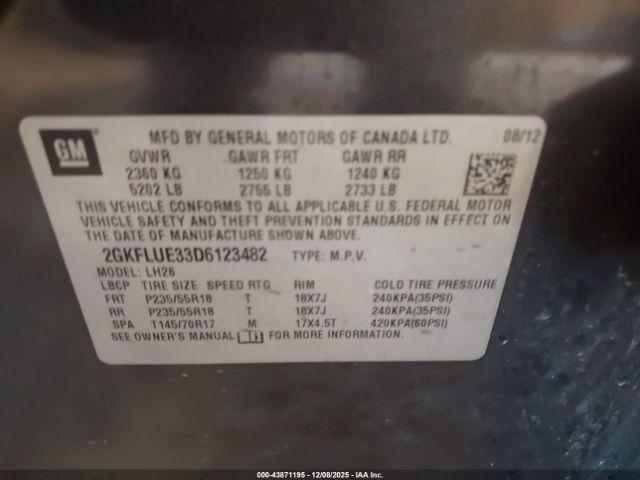 GM
MFD BY GENERAL MOTORS OF CANADA LTD. 08/12
GVWR GAWR FRT GAWR RR
2360 KG 1250 KG 1240 KG
5202 LB 2755 LB 2733 LB
THIS VEHICLE CONFORMS TO ALL APPLICABLE U.S. FEDERAL MOTOR
VEHICLE SAFETY AND THEFT PREVENTION STANDARDS IN EFFECT ON
THE DATE OF MANUFACTURE SHOWN ABOVE.
2GKFLUE33D6123482 TYPE: M.P.V.
MODEL: LH26
LBCP TIRE SIZE SPEED RTG RIM COLD TIRE PRESSURE
FRT P235/55R18 T 18X7J 240KPA(35PSI)
RR P235/55R18 T 18X7J 240KPA(35PSI)
SPA T145/70R17 M 17X4.5T 420KPA(60PSI)
SEE OWNER'S MANUAL FOR MORE INFORMATION.
000-43871195 - 12/08/2025 - IAA Inc.